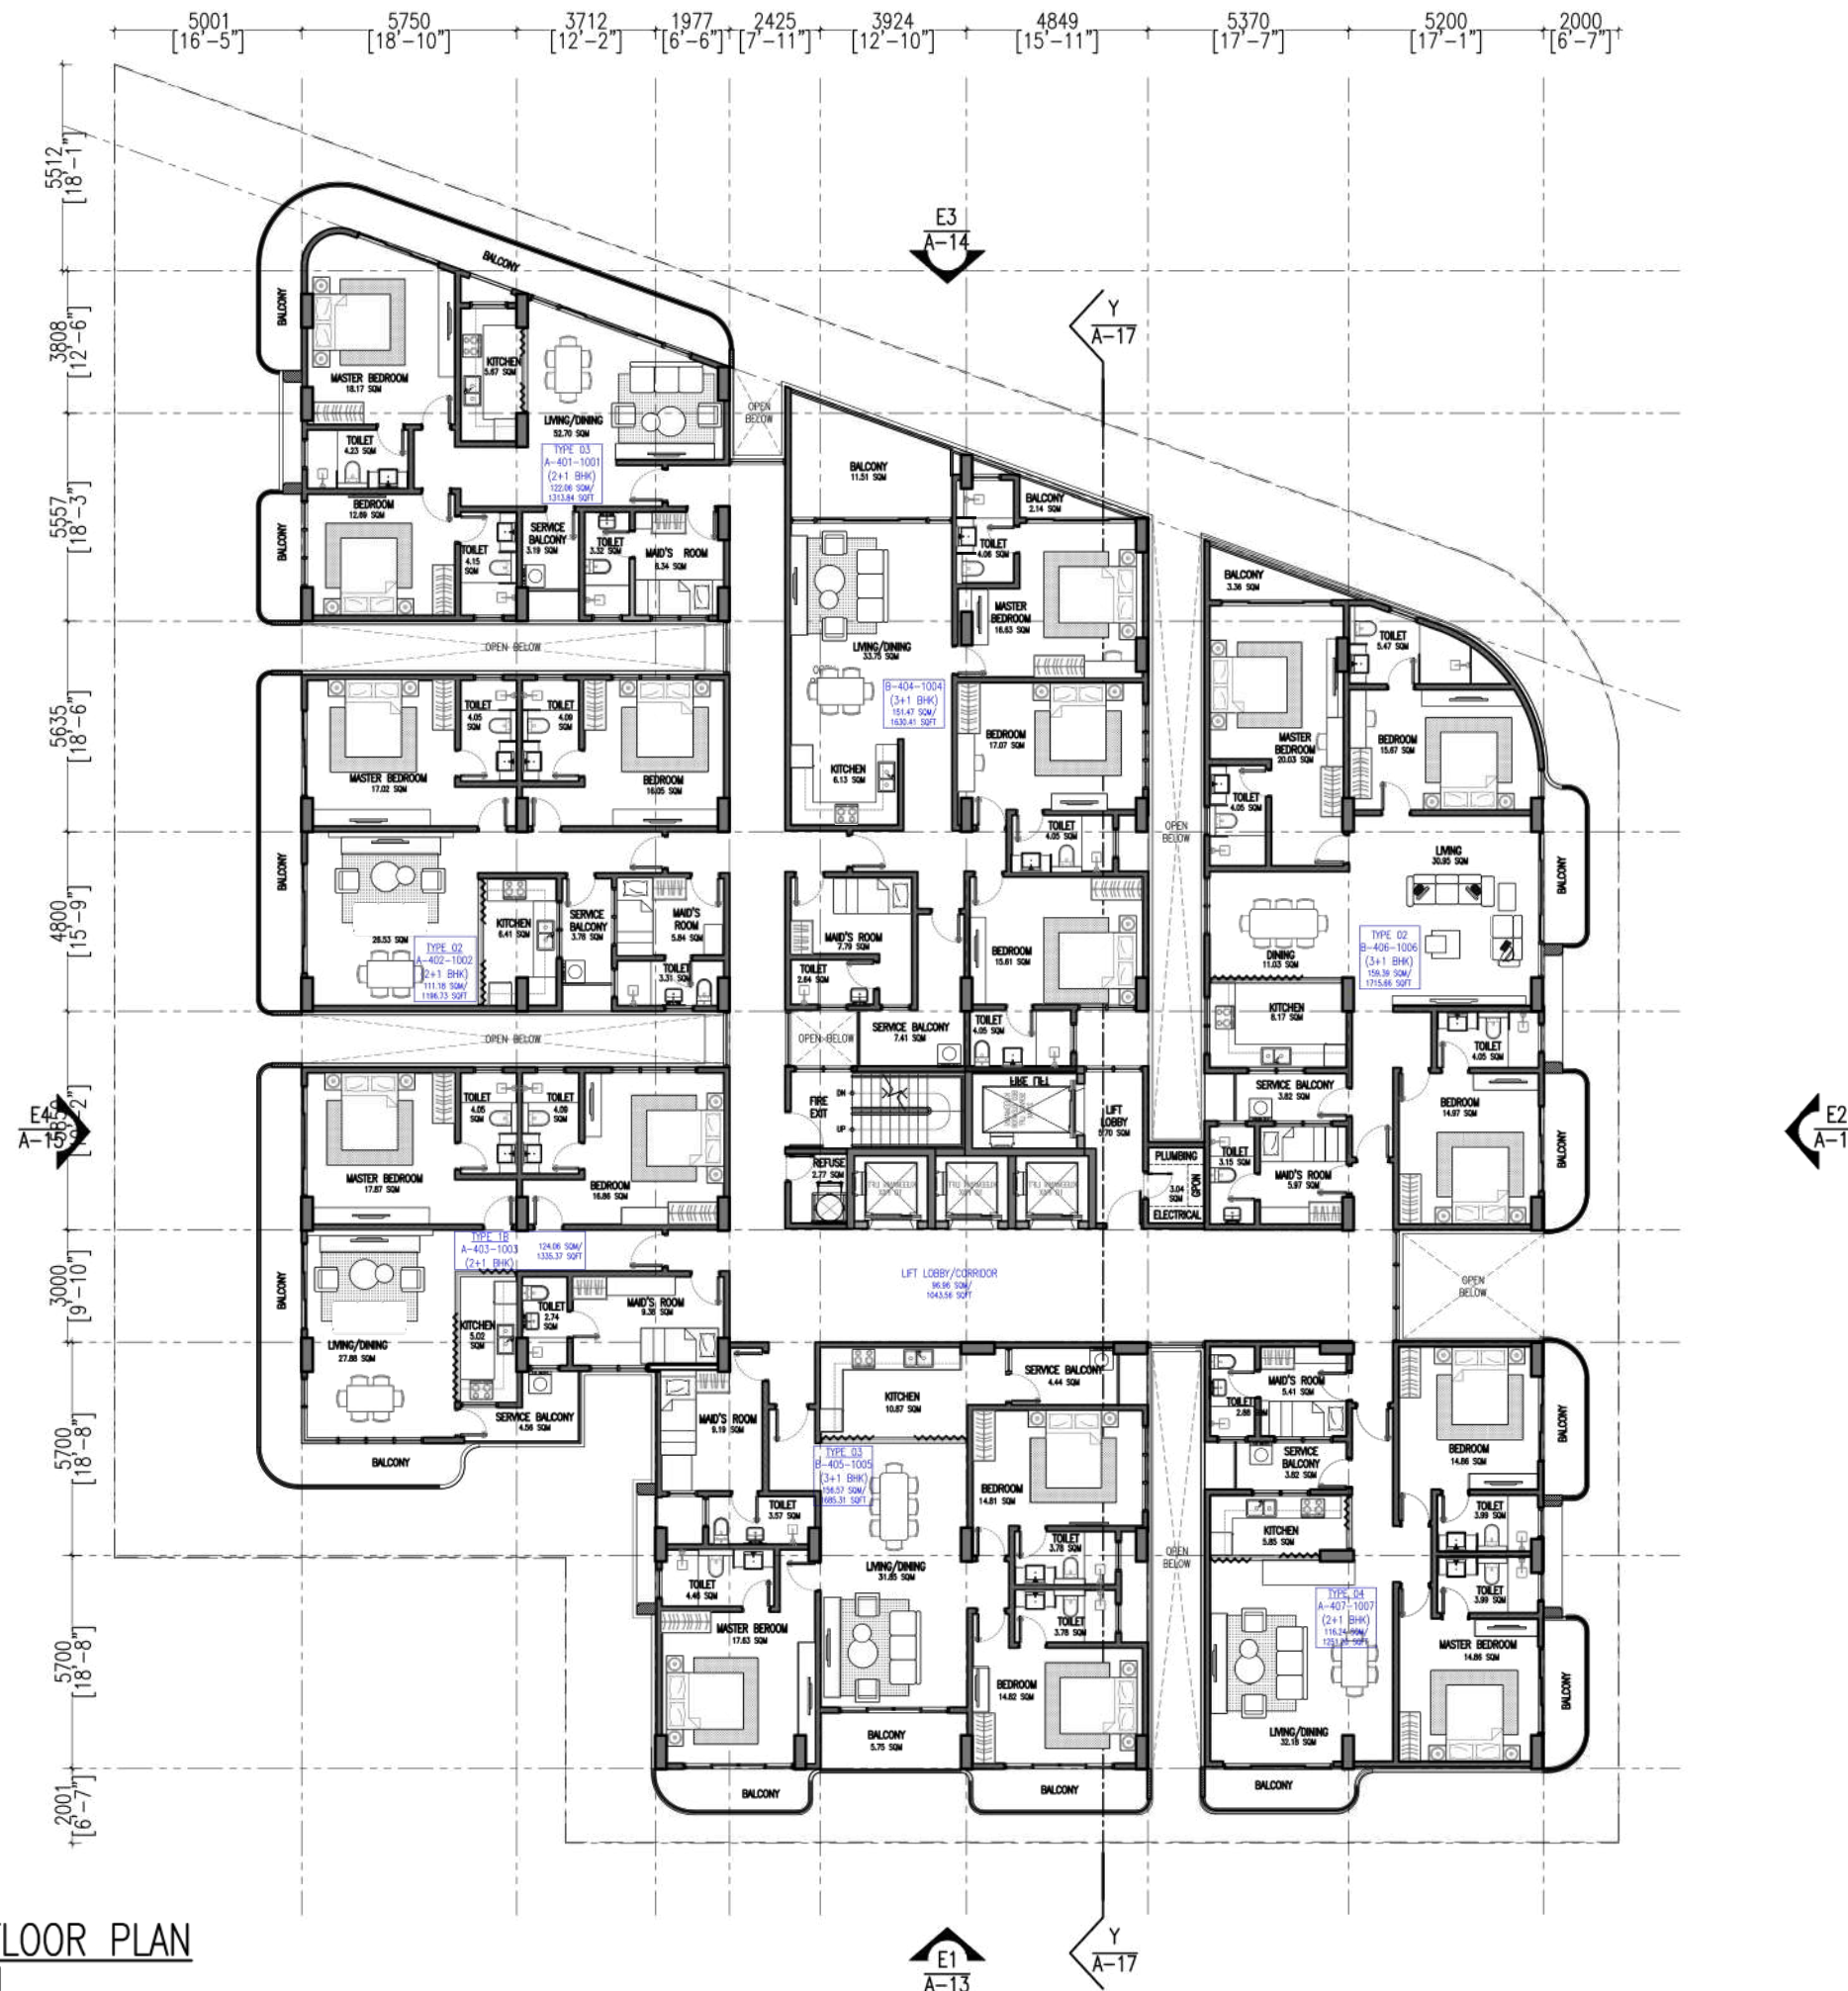 5001
[16'-5"]
5750
[18'-10"]
3712
[12'-2"]
1977
[6'-6"]
2425
[7'-11"]
3924
[12'-10"]
4849
[15'-11"]
5370
[17'-7"]
5200
[17'-1"]
2000
[6'-7"]
5512
[18'-1"]
3808
[12'-6"]
5557
[18'-3"]
5635
[18'-6"]
4800
[15'-9"]
3000
[9'-10"]
5700
[18'-8"]
5700
[18'-8"]
2001
[6'-7"]
E3
A-14
Y
A-17
E4
A-15
E2
A-1
E1
A-13
Y
A-17
BALCONY
BALCONY
MASTER BEDROOM
18.17 SQM
KITCHEN
5.67 SQM
LIVING/DINING
52.70 SQM
TYPE 03
A-401-1001
(2+1 BHK)
122.06 SQM/
1313.84 SQFT
TOILET
4.23 SQM
BALCONY
BEDROOM
12.69 SQM
TOILET
4.15
SQM
SERVICE
BALCONY
3.19 SQM
TOILET
3.32 SQM
MAID'S ROOM
6.34 SQM
OPEN
BELOW
OPEN BELOW
BALCONY
MASTER BEDROOM
17.02 SQM
TOILET
4.05
SQM
TOILET
4.09
SQM
BEDROOM
16.05 SQM
26.53 SQM
TYPE 02
A-402-1002
(2+1 BHK)
111.18 SQM/
1196.73 SQFT
KITCHEN
6.41 SQM
SERVICE
BALCONY
3.78 SQM
MAID'S
ROOM
5.84 SQM
TOILET
3.31 SQM
OPEN BELOW
BALCONY
MASTER BEDROOM
17.87 SQM
TOILET
4.05
SQM
TOILET
4.09
SQM
BEDROOM
16.86 SQM
TYPE 1B
A-403-1003
(2+1 BHK)
124.06 SQM/
1335.37 SQFT
LIVING/DINING
27.88 SQM
KITCHEN
5.02
SQM
TOILET
2.74
SQM
MAID'S ROOM
9.38 SQM
SERVICE BALCONY
4.56 SQM
BALCONY
BALCONY
11.51 SQM
BALCONY
2.14 SQM
TOILET
4.06 SQM
MASTER
BEDROOM
16.63 SQM
LIVING/DINING
33.75 SQM
B-404-1004
(3+1 BHK)
151.47 SQM/
1630.41 SQFT
BEDROOM
17.07 SQM
KITCHEN
6.13 SQM
TOILET
4.05 SQM
MAID'S ROOM
7.79 SQM
TOILET
2.64 SQM
BEDROOM
15.61 SQM
TOILET
4.05 SQM
SERVICE BALCONY
7.41 SQM
OPEN BELOW
FIRE
EXIT
DN
UP
FIRE LIFT
LIFT
LOBBY
5.70 SQM
REFUSE
2.77 SQM
PLUMBING
3.04
SQM
GPON
ELECTRICAL
LIFT LOBBY/CORRIDOR
96.96 SQM/
1043.56 SQFT
OPEN
BELOW
BALCONY
3.36 SQM
TOILET
5.47 SQM
MASTER
BEDROOM
20.03 SQM
BEDROOM
15.67 SQM
TOILET
4.05 SQM
LIVING
30.95 SQM
BALCONY
TYPE 02
B-406-1006
(3+1 BHK)
159.39 SQM/
1715.66 SQFT
DINING
11.03 SQM
KITCHEN
8.17 SQM
TOILET
4.05 SQM
SERVICE BALCONY
3.82 SQM
BEDROOM
14.97 SQM
BALCONY
TOILET
3.15 SQM
MAID'S ROOM
5.97 SQM
OPEN
BELOW
MAID'S ROOM
9.19 SQM
KITCHEN
10.87 SQM
SERVICE BALCONY
4.44 SQM
TYPE 03
B-405-1005
(3+1 BHK)
156.57 SQM/
1685.31 SQFT
BEDROOM
14.81 SQM
TOILET
3.57 SQM
TOILET
4.46 SQM
LIVING/DINING
31.85 SQM
TOILET
3.78 SQM
TOILET
3.78 SQM
MASTER BEROOM
17.63 SQM
BEDROOM
14.82 SQM
BALCONY
5.75 SQM
BALCONY
BALCONY
OPEN
BELOW
MAID'S ROOM
5.41 SQM
TOILET
2.88 SQM
SERVICE
BALCONY
3.82 SQM
BEDROOM
14.86 SQM
BALCONY
KITCHEN
5.85 SQM
TOILET
3.99 SQM
TOILET
3.99 SQM
TYPE 04
A-407-1007
(2+1 BHK)
116.24 SQM/
MASTER BEDROOM
14.86 SQM
LIVING/DINING
32.18 SQM
BALCONY
BALCONY
LOOR PLAN